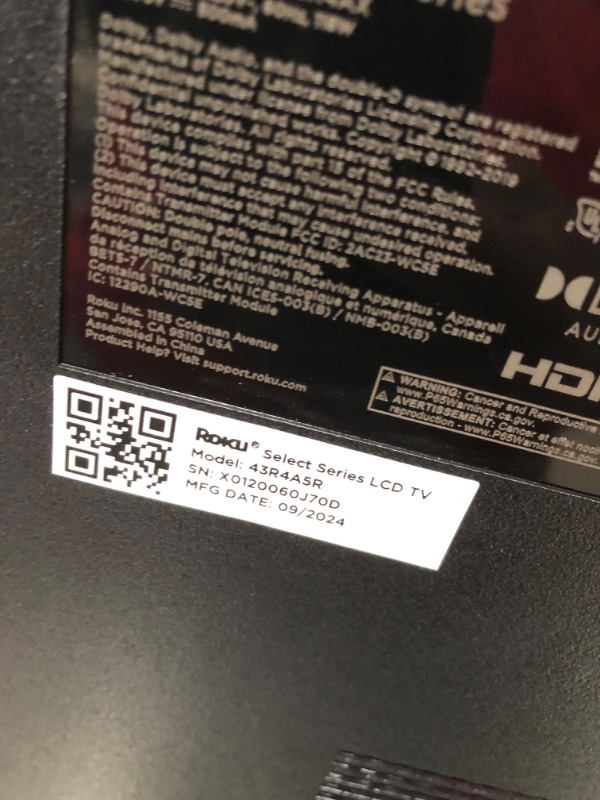 60Hz, 115W
500mA
Dolby, Dolby Audio, and the double-D symbol are registered
trademarks of Dolby Laboratories Licensing Corporation.
Manufactured under license from Dolby Laboratories.
Confidential unpublished works. Copyright © 1992-2019
Dolby Laboratories. All rights reserved.
This device complies with part 15 of the FCC Rules.
Operation is subject to the following two conditions:
(1) This device may not cause harmful interference, and
(2) This device must accept any interference received,
including interference that may cause undesired operation.
Contains Transmitter Module FCC ID: 2AC23-WC5E
CAUTION: Double pole, neutral fusing.
Disconnect mains before servicing.
Analog and Digital Television Receiving Apparatus - Appareil
de réception de télévision analogique et numérique, Canada
BETS-7 / NTMR-7, CAN ICES-003(B) / NMB-003(B)
Contains Transmitter Module
IC: 12290A-WC5E
Roku Inc. 1155 Coleman Avenue
San Jose, CA 95110 USA
Assembled in China
Product Help? Visit support.roku.com
AU
HDI
WARNING: Cancer and Reproductive
www.P65Warnings.ca.gov.
AVERTISSEMENT: Cancer et effet nocif
reproduction - www.P65Warnings.ca.gov
Roku® Select Series LCD TV
Model: 43R4A5R
SN: X0120060J70D
MFG DATE: 09/2024